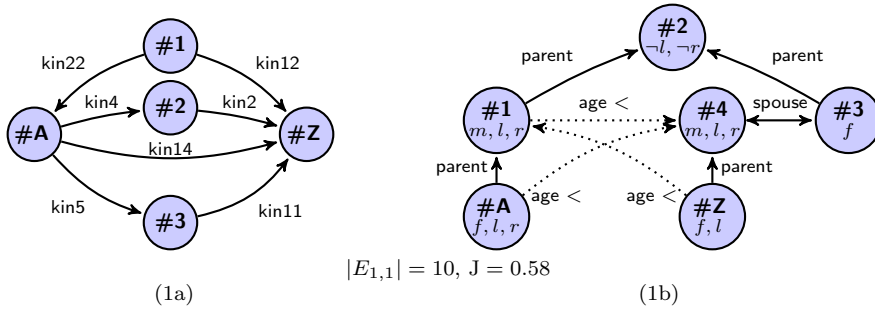 #1
kin22
kin12
#2
kin4
kin2
#A
#Z
kin14
kin5
kin11
#3
(1a)
|E1,1| = 10, J = 0.58
#2
¬l, ¬r
parent
parent
#1
m, l, r
age <
#4
m, l, r
spouse
#3
f
parent
parent
#A
f, l, r
age <
age <
#Z
f, l
(1b)